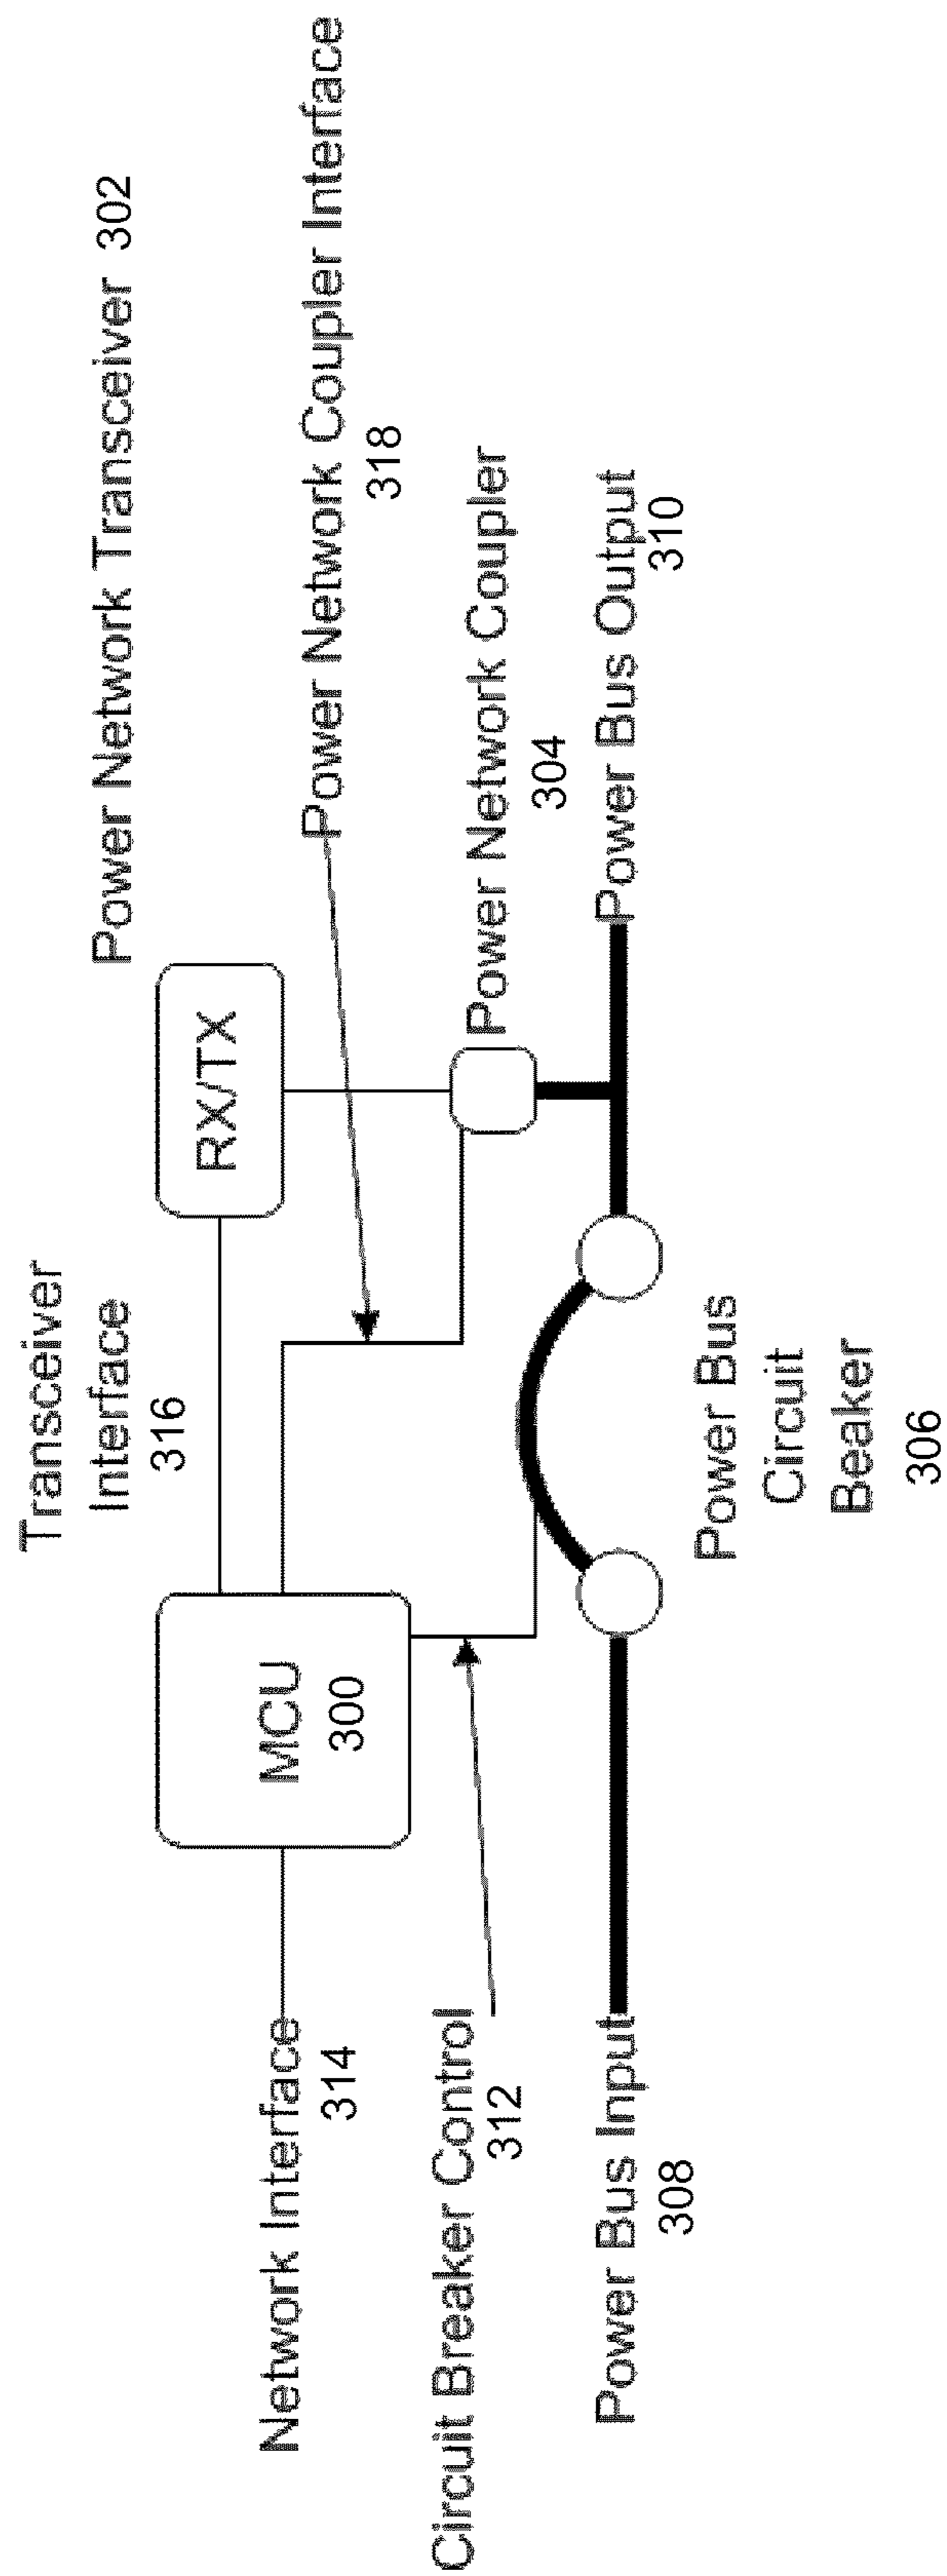 Transceiver
Interface
316
Power Network Transceiver 302
RX/TX
Network Interface
314
MCU
300
Power Network Coupler Interface
318
Circuit Breaker Control
312
Power Network Coupler
304
Power Bus Input
308
Power Bus Output
310
Power Bus
Circuit
Beaker
306